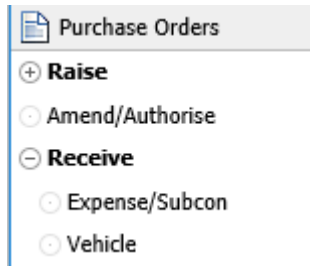 Purchase Orders
Raise
Amend/Authorise
Receive
Expense/Subcon
Vehicle